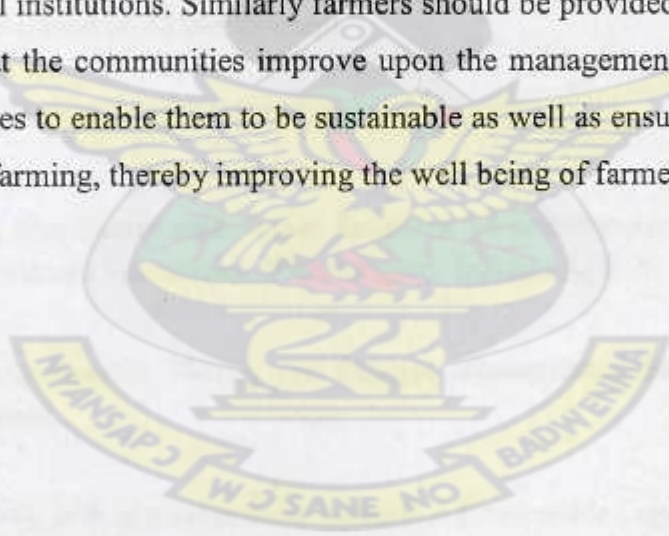 l institutions. Similarly farmers should be provided
t the communities improve upon the managemen
es to enable them to be sustainable as well as ensu
farming, thereby improving the well being of farme
NYANSAPƆ
WƆ SANE NO
BADWENMA